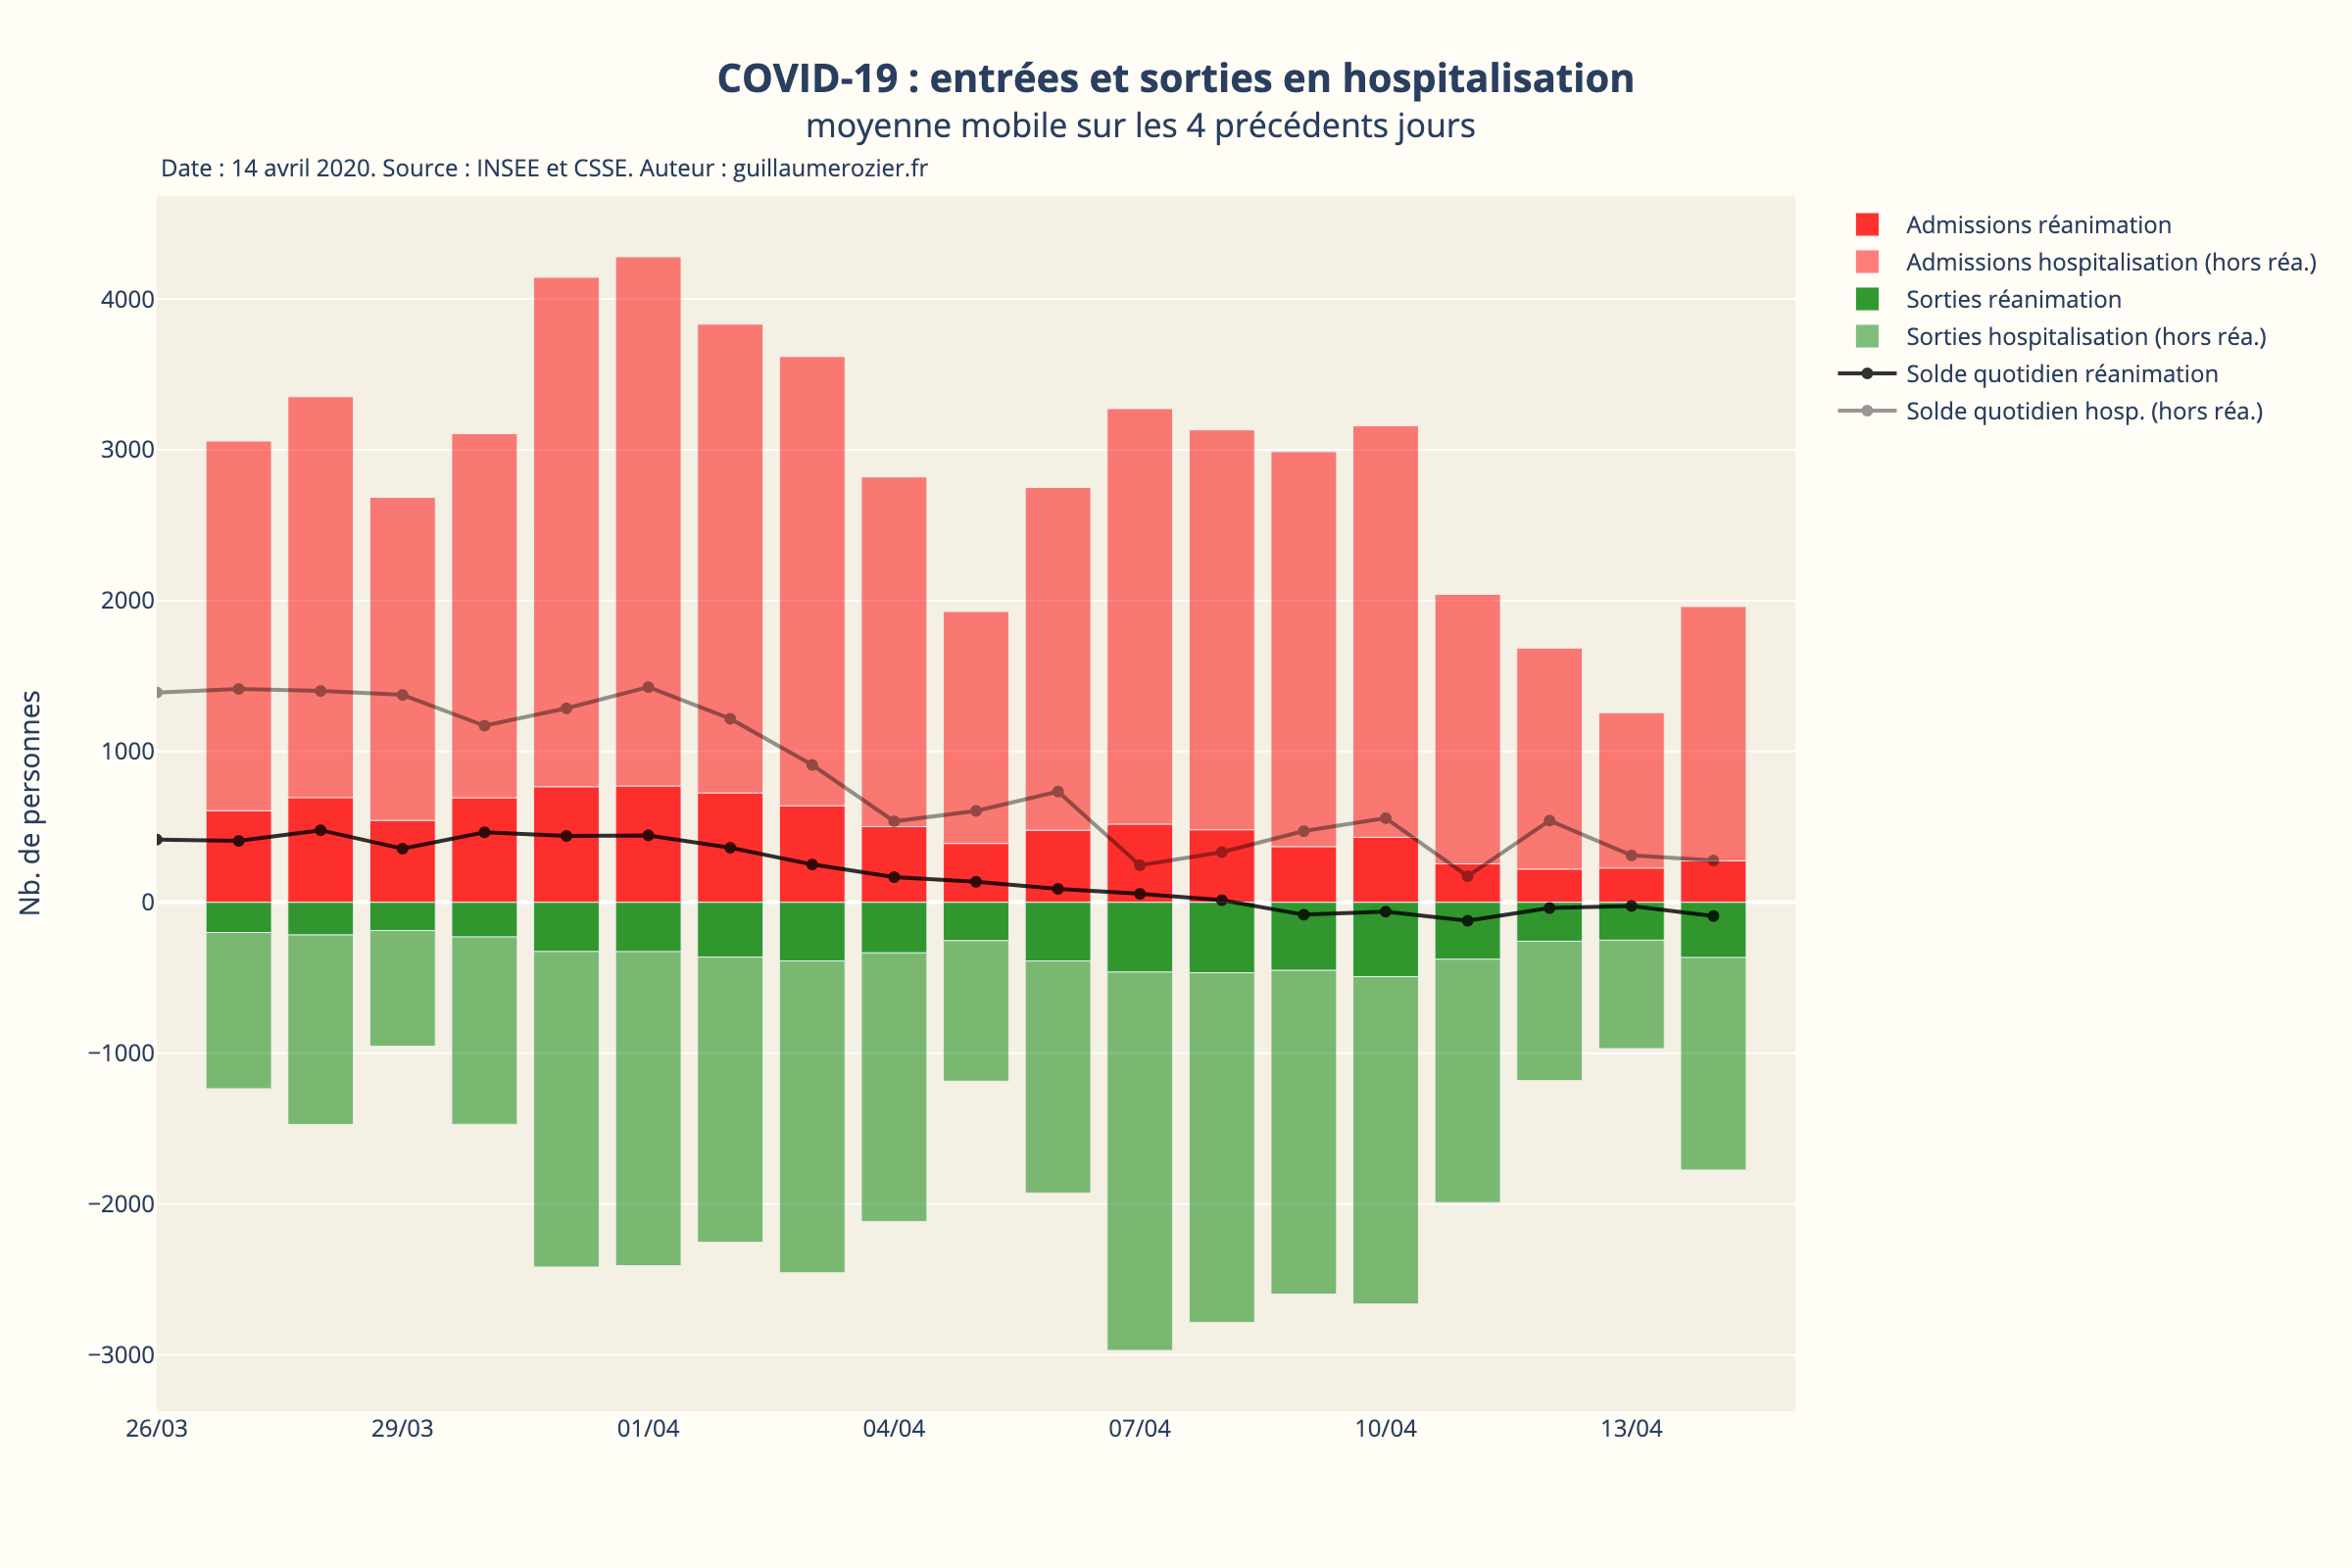 COVID-19 : entrées et sorties en hospitalisation
moyenne mobile sur les 4 précédents jours
Date : 14 avril 2020. Source : INSEE et CSSE. Auteur : guillaumerozier.fr
Admissions réanimation
Admissions hospitalisation (hors réa.)
Sorties réanimation
Sorties hospitalisation (hors réa.)
Solde quotidien réanimation
Solde quotidien hosp. (hors réa.)
Nb. de personnes
4000
3000
2000
1000
0
−1000
−2000
−3000
26/03 29/03 01/04 04/04 07/04 10/04 13/04